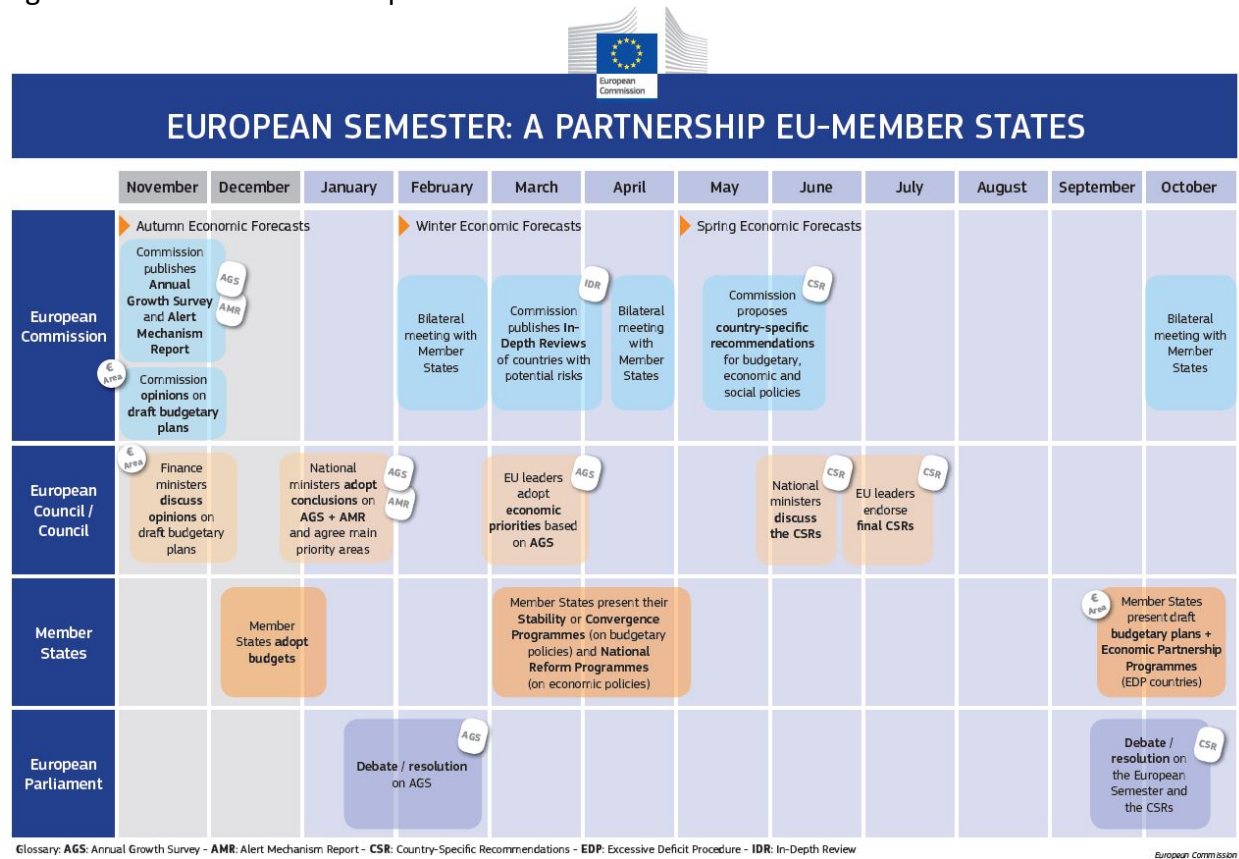 European
Commission
EUROPEAN SEMESTER: A PARTNERSHIP EU-MEMBER STATES
November December January February March April May June July August September October
European
Commission
Autumn Economic Forecasts
Winter Economic Forecasts
Spring Economic Forecasts
Commission
publishes
Annual
Growth Survey
and Alert
Mechanism
Report
AGS
AMR
€
Area
Commission
opinions on
draft budgetary
plans
Bilateral
meeting with
Member
States
Commission
publishes In-
Depth Reviews
of countries with
potential risks
IDR
Bilateral
meeting
with
Member
States
Commission
proposes
country-specific
recommendations
for budgetary,
economic and
social policies
CSR
Bilateral
meeting with
Member
States
European
Council /
Council
€
Area
Finance
ministers
discuss
opinions on
draft budgetary
plans
National
ministers adopt
conclusions on
AGS + AMR
and agree main
priority areas
AGS
AMR
EU leaders
adopt
economic
priorities based
on AGS
AGS
National
ministers
discuss
the CSRs
CSR
EU leaders
endorse
final CSRs
CSR
Member
States
Member
States adopt
budgets
Member States present their
Stability or Convergence
Programmes (on budgetary
policies) and National
Reform Programmes
(on economic policies)
€
Area
Member States
present draft
budgetary plans +
Economic Partnership
Programmes
(EDP countries)
European
Parliament
Debate / resolution
on AGS
AGS
Debate /
resolution on
the European
Semester and
the CSRs
CSR
Glossary: AGS: Annual Growth Survey - AMR: Alert Mechanism Report - CSR: Country-Specific Recommendations - EDP: Excessive Deficit Procedure - IDR: In-Depth Review
European Commission